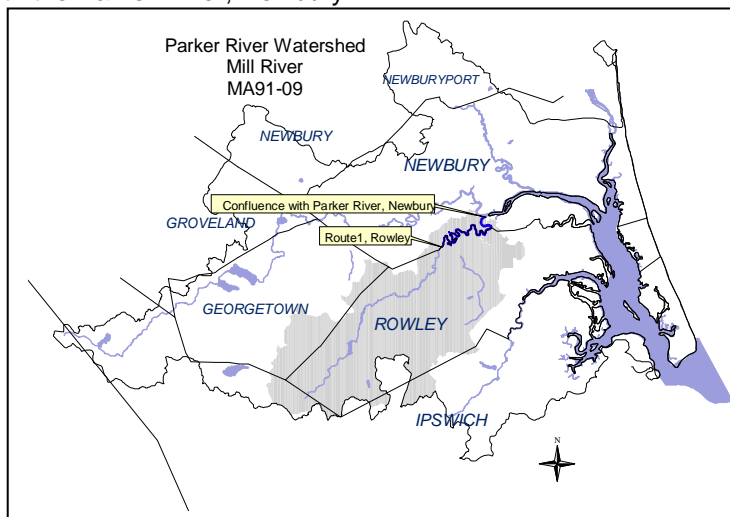 Parker River Watershed
Mill River
MA91-09
NEWBURYPORT
NEWBURY
NEWBURY
Confluence with Parker River, Newbury
GROVELAND
Route1, Rowley
GEORGETOWN
ROWLEY
IPSWICH
N